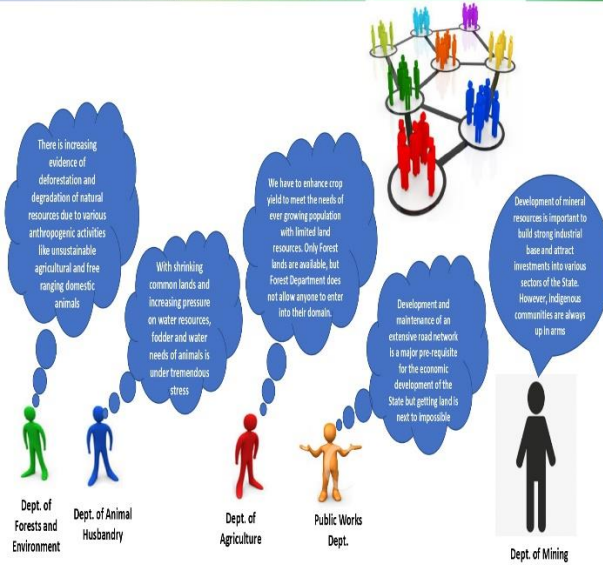 There is increasing
evidence of
deforestation and
degradation of natural
resources due to various
anthropogenic activities
like unsustainable
agricultural and free
ranging domestic
animals
With shrinking
common lands and
increasing pressure
on water resources,
fodder and water
needs of animals is
under tremendous
stress
We have to enhance crop
yield to meet the needs of
ever growing population
with limited land
resources. Only Forest
lands are available, but
Forest Department does
not allow anyone to enter
into their domain.
Development and
maintenance of an
extensive road network
is a major pre-requisite
for the economic
development of the
State but getting land is
next to impossible
Development of mineral
resources is important to
build strong industrial
base and attract
investments into various
sectors of the State.
However, indigenous
communities are always
up in arms
Dept. of
Forests and
Environment
Dept. of Animal
Husbandry
Dept. of
Agriculture
Public Works
Dept.
Dept. of Mining